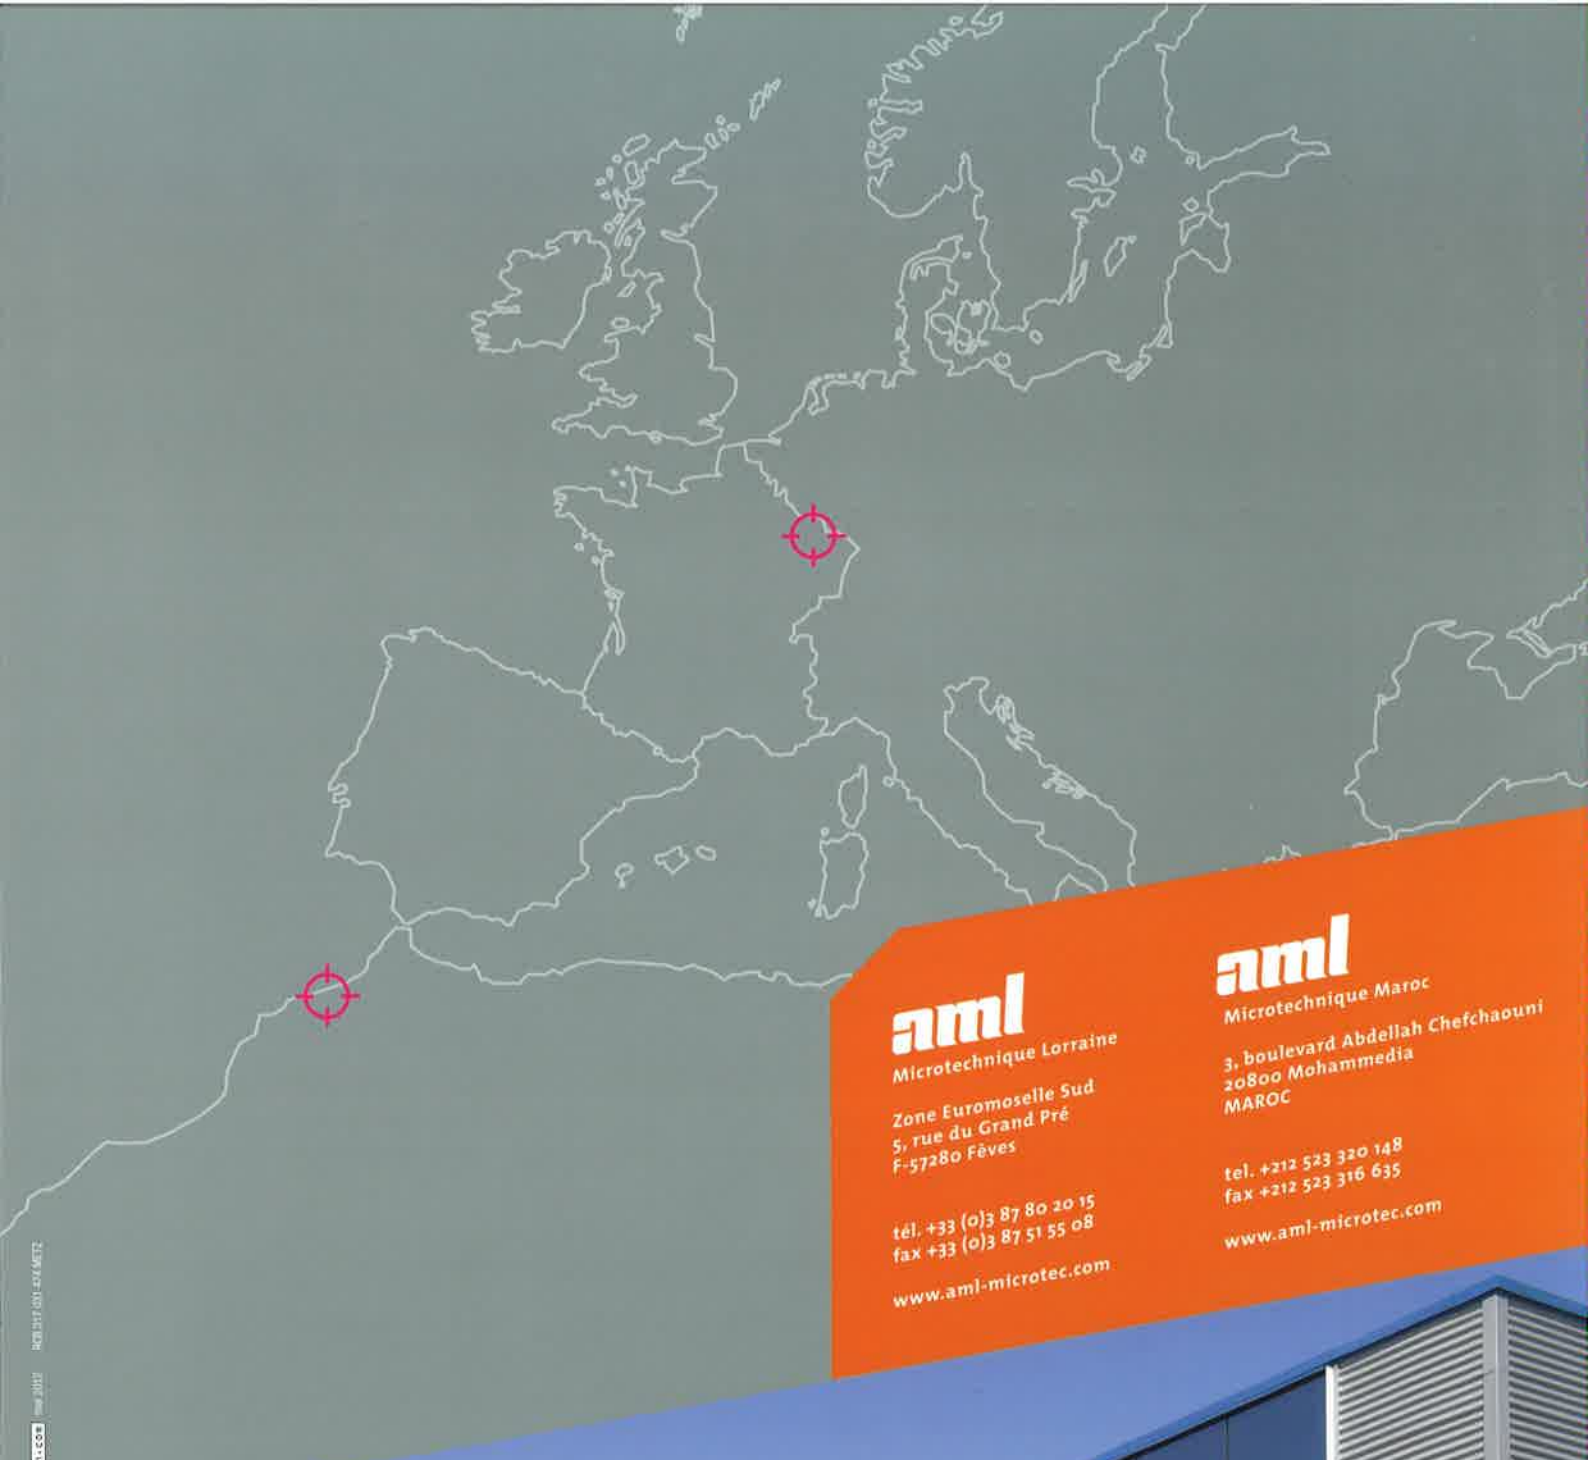 aml
Microtechnique Lorraine
Zone Euromoselle Sud
5, rue du Grand Pré
F-57280 Fèves
tél. +33 (0)3 87 80 20 15
fax +33 (0)3 87 51 55 08
www.aml-microtec.com
aml
Microtechnique Maroc
3, boulevard Abdellah Chefchaouni
20800 Mohammedia
MAROC
tel. +212 523 320 148
fax +212 523 316 635
www.aml-microtec.com
mai 2012
METZ